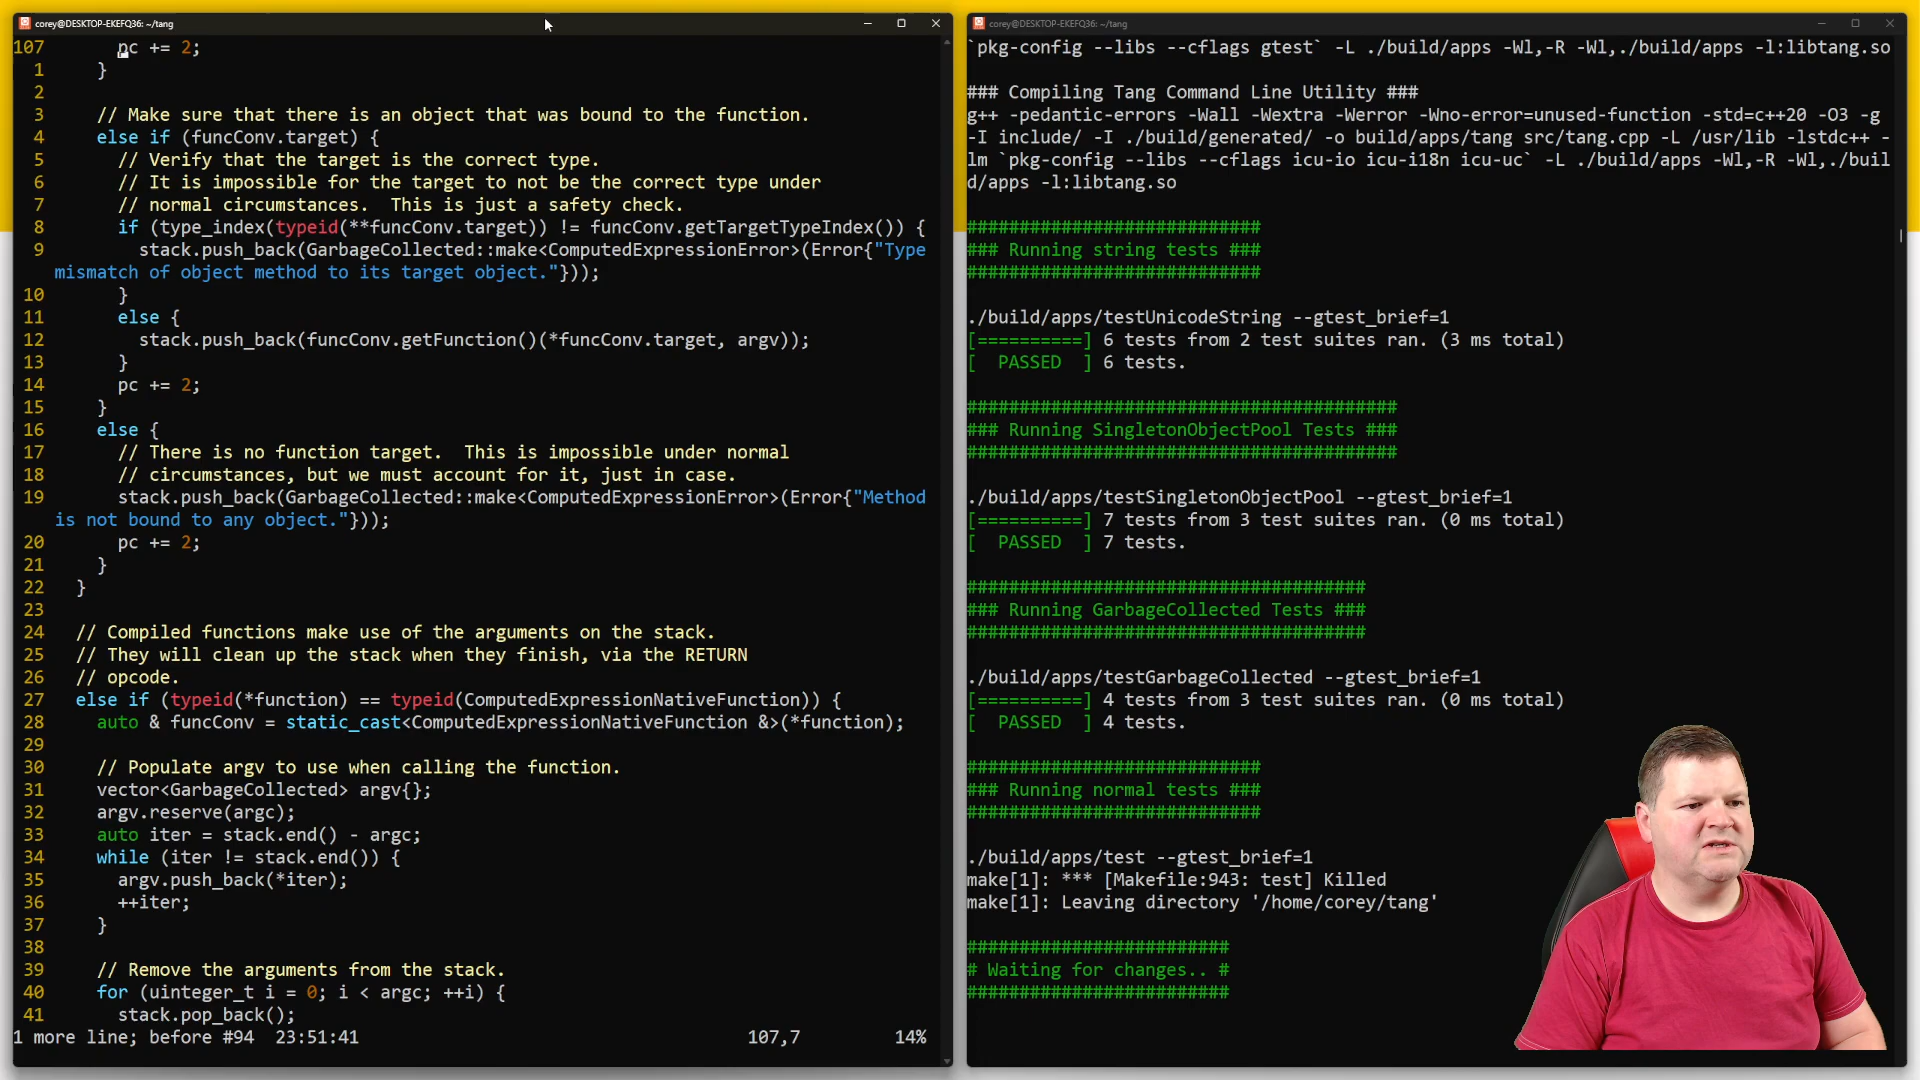 corey@DESKTOP-EKEFQ36: ~/tang
107       pc += 2;
1     }
2
3     // Make sure that there is an object that was bound to the function.
4     else if (funcConv.target) {
5       // Verify that the target is the correct type.
6       // It is impossible for the target to not be the correct type under
7       // normal circumstances.  This is just a safety check.
8       if (type_index(typeid(**funcConv.target)) != funcConv.getTargetTypeIndex()) {
9         stack.push_back(GarbageCollected::make<ComputedExpressionError>(Error{"Type
mismatch of object method to its target object."}));
10      }
11      else {
12        stack.push_back(funcConv.getFunction()(*funcConv.target, argv));
13      }
14      pc += 2;
15    }
16    else {
17      // There is no function target.  This is impossible under normal
18      // circumstances, but we must account for it, just in case.
19      stack.push_back(GarbageCollected::make<ComputedExpressionError>(Error{"Method
is not bound to any object."}));
20      pc += 2;
21    }
22  }
23
24  // Compiled functions make use of the arguments on the stack.
25  // They will clean up the stack when they finish, via the RETURN
26  // opcode.
27  else if (typeid(*function) == typeid(ComputedExpressionNativeFunction)) {
28    auto & funcConv = static_cast<ComputedExpressionNativeFunction &>(*function);
29
30    // Populate argv to use when calling the function.
31    vector<GarbageCollected> argv{};
32    argv.reserve(argc);
33    auto iter = stack.end() - argc;
34    while (iter != stack.end()) {
35      argv.push_back(*iter);
36      ++iter;
37    }
38
39    // Remove the arguments from the stack.
40    for (uinteger_t i = 0; i < argc; ++i) {
41      stack.pop_back();
1 more line; before #94  23:51:41    107,7    14%
corey@DESKTOP-EKEFQ36: ~/tang
`pkg-config --libs --cflags gtest` -L ./build/apps -Wl,-R -Wl,./build/apps -l:libtang.so

### Compiling Tang Command Line Utility ###
g++ -pedantic-errors -Wall -Wextra -Werror -Wno-error=unused-function -std=c++20 -O3 -g
-I include/ -I ./build/generated/ -o build/apps/tang src/tang.cpp -L /usr/lib -lstdc++ -
lm `pkg-config --libs --cflags icu-io icu-i18n icu-uc` -L ./build/apps -Wl,-R -Wl,./buil
d/apps -l:libtang.so

############################
### Running string tests ###
############################

./build/apps/testUnicodeString --gtest_brief=1
[==========] 6 tests from 2 test suites ran. (3 ms total)
[  PASSED  ] 6 tests.

#########################################
### Running SingletonObjectPool Tests ###
#########################################

./build/apps/testSingletonObjectPool --gtest_brief=1
[==========] 7 tests from 3 test suites ran. (0 ms total)
[  PASSED  ] 7 tests.

######################################
### Running GarbageCollected Tests ###
######################################

./build/apps/testGarbageCollected --gtest_brief=1
[==========] 4 tests from 3 test suites ran. (0 ms total)
[  PASSED  ] 4 tests.

############################
### Running normal tests ###
############################

./build/apps/test --gtest_brief=1
make[1]: *** [Makefile:943: test] Killed
make[1]: Leaving directory '/home/corey/tang'

#########################
# Waiting for changes.. #
#########################